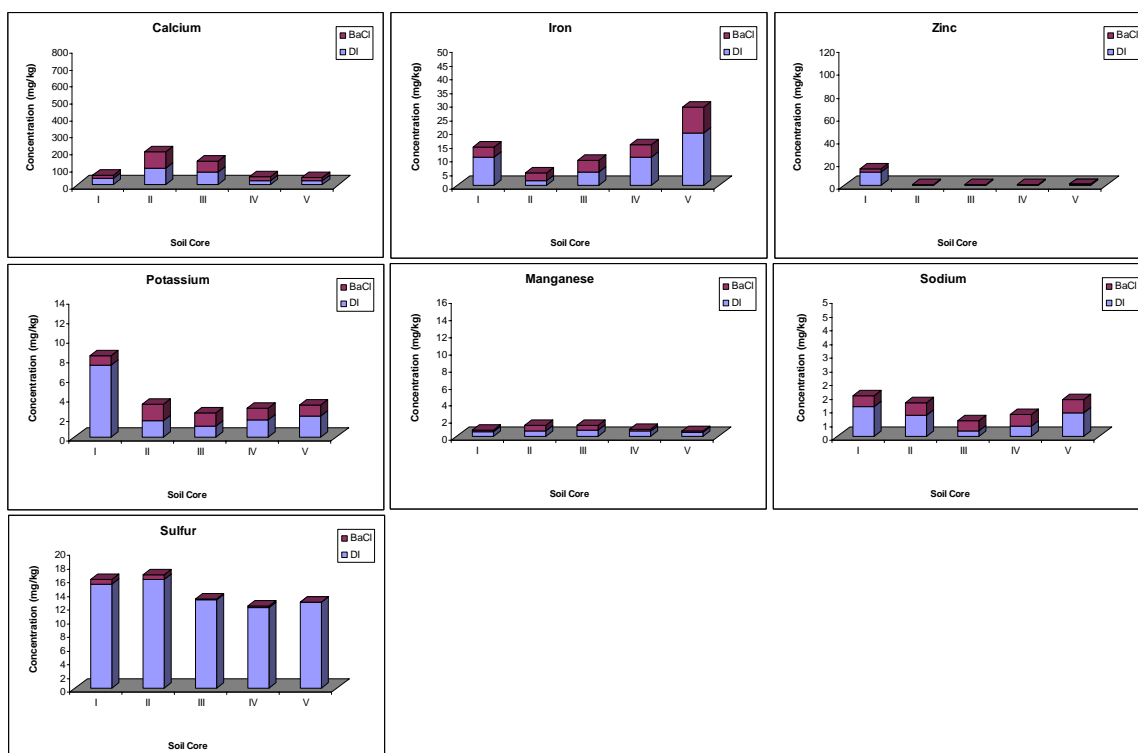 Calcium
BaCl
DI
Concentration (mg/kg)
800
700
600
500
400
300
200
100
0
I II III IV V
Soil Core
Iron
BaCl
DI
Concentration (mg/kg)
50
45
40
35
30
25
20
15
10
5
0
I II III IV V
Soil Core
Zinc
BaCl
DI
Concentration (mg/kg)
120
100
80
60
40
20
0
I II III IV V
Soil Core
Potassium
BaCl
DI
Concentration (mg/kg)
14
12
10
8
6
4
2
0
I II III IV V
Soil Core
Manganese
BaCl
DI
Concentration (mg/kg)
16
14
12
10
8
6
4
2
0
I II III IV V
Soil Core
Sodium
BaCl
DI
Concentration (mg/kg)
5
5
4
4
3
3
2
2
1
1
0
I II III IV V
Soil Core
Sulfur
BaCl
DI
Concentration (mg/kg)
20
18
16
14
12
10
8
6
4
2
0
I II III IV V
Soil Core